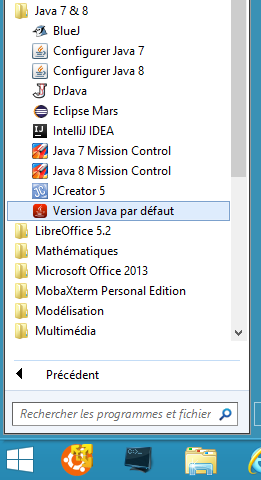 Java 7 & 8
BlueJ
Configurer Java 7
Configurer Java 8
DrJava
Eclipse Mars
IntelliJ IDEA
Java 7 Mission Control
Java 8 Mission Control
JCreator 5
Version Java par défaut
LibreOffice 5.2
Mathématiques
Microsoft Office 2013
MobaXterm Personal Edition
Modélisation
Multimédia
Précédent
Rechercher les programmes et fichier